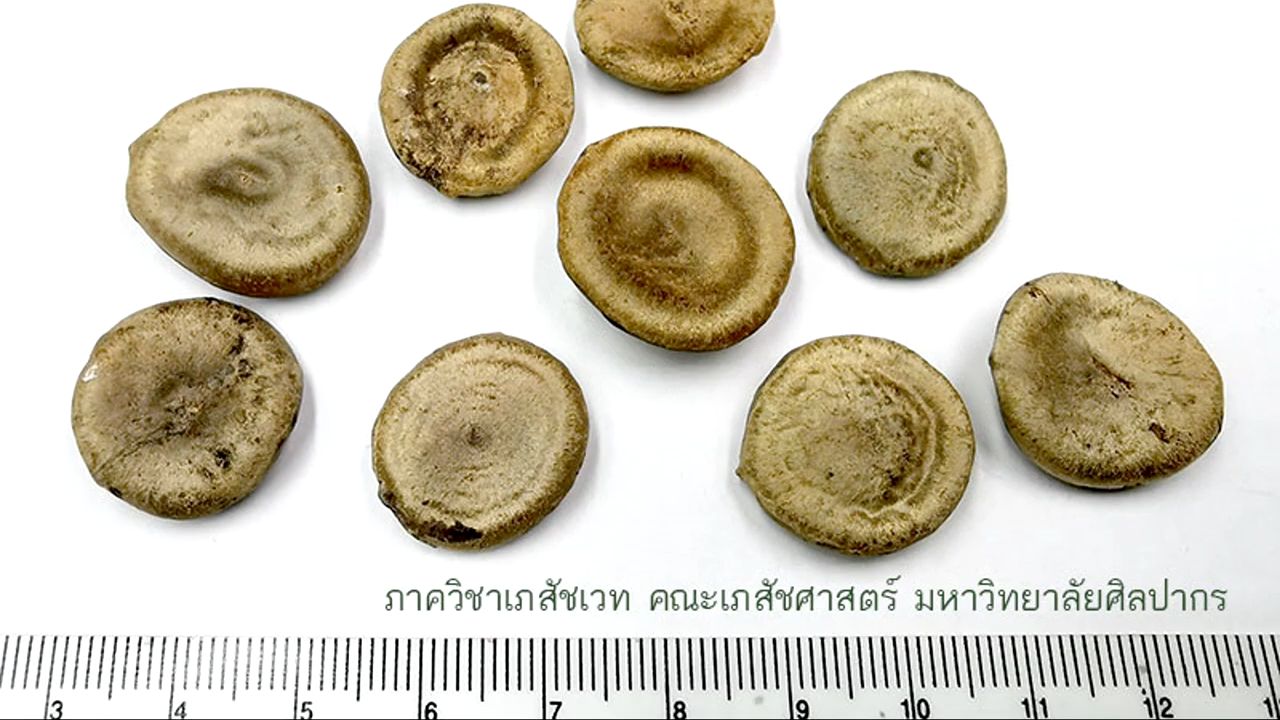 ภาควิชาเภสัชเวท คณะเภสัชศาสตร์ มหาวิทยาลัยศิลปากร
3 4 5 6 7 8 9 10 11 12